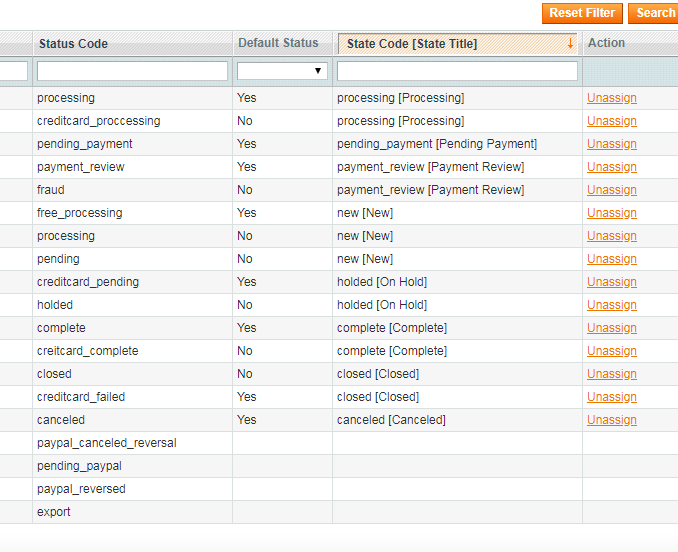 Reset Filter Search
Status Code Default Status State Code [State Title] Action
processing Yes processing [Processing] Unassign
creditcard_proccessing No processing [Processing] Unassign
pending_payment Yes pending_payment [Pending Payment] Unassign
payment_review Yes payment_review [Payment Review] Unassign
fraud No payment_review [Payment Review] Unassign
free_processing Yes new [New] Unassign
processing No new [New] Unassign
pending No new [New] Unassign
creditcard_pending Yes holded [On Hold] Unassign
holded No holded [On Hold] Unassign
complete Yes complete [Complete] Unassign
creitcard_complete No complete [Complete] Unassign
closed No closed [Closed] Unassign
creditcard_failed Yes closed [Closed] Unassign
canceled Yes canceled [Canceled] Unassign
paypal_canceled_reversal
pending_paypal
paypal_reversed
export